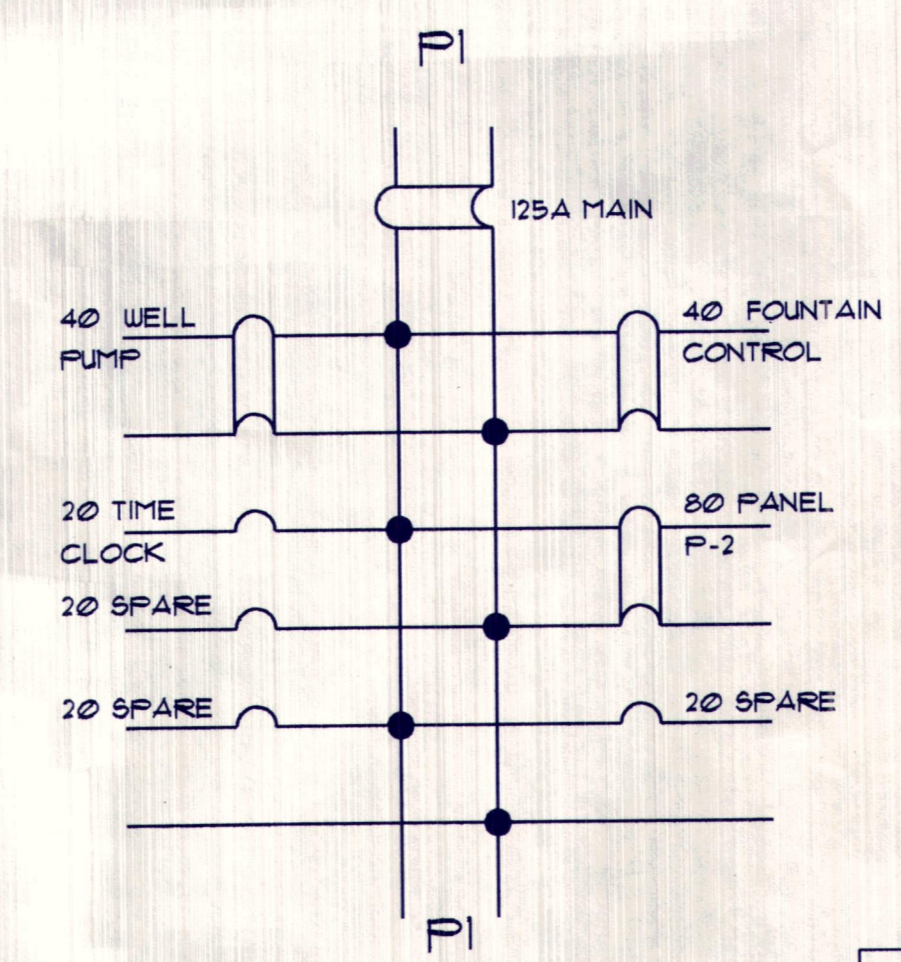 P1
125A MAIN
40 WELL
PUMP
40 FOUNTAIN
CONTROL
20 TIME
CLOCK
80 PANEL
P-2
20 SPARE
20 SPARE
20 SPARE
P1